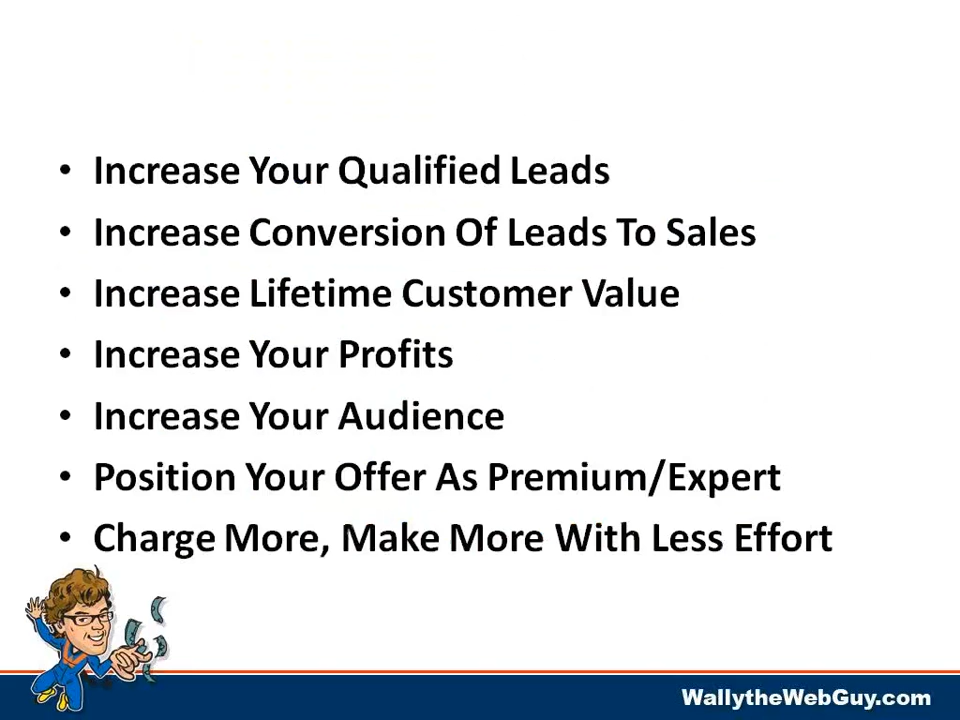 • Increase Your Qualified Leads
• Increase Conversion Of Leads To Sales
• Increase Lifetime Customer Value
• Increase Your Profits
• Increase Your Audience
• Position Your Offer As Premium/Expert
• Charge More, Make More With Less Effort
WallytheWebGuy.com